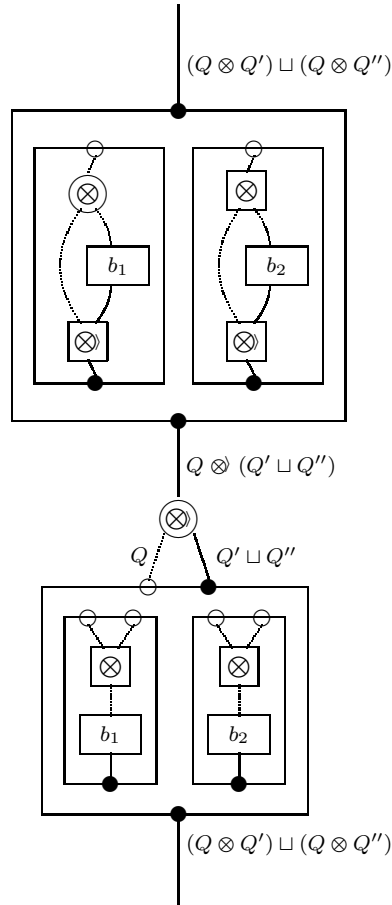 (Q ⊗ Q′) ⊔ (Q ⊗ Q″)
⊗ ⊗
b₁ b₂
⊗⟩⟩ ⊗⟩⟩
Q ⊗⟩⟩ (Q′ ⊔ Q″)
⊗⟩⟩
Q Q′ ⊔ Q″
⊗ ⊗
b₁ b₂
(Q ⊗ Q′) ⊔ (Q ⊗ Q″)